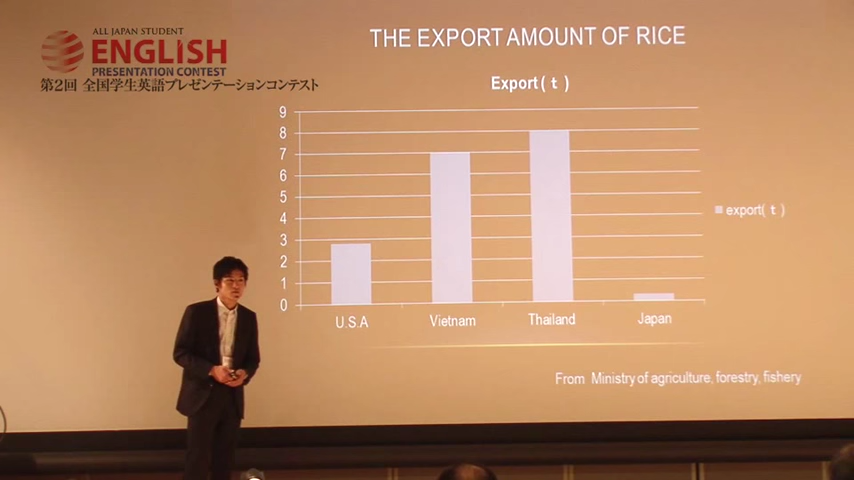 ALL JAPAN STUDENT
ENGLISH
PRESENTATION CONTEST
第2回 全国学生英語プレゼンテーションコンテスト
THE EXPORT AMOUNT OF RICE
Export( t )
9
8
7
6
5
4
3
2
1
0
U.S.A Vietnam Thailand Japan
export( t )
From Ministry of agriculture, forestry, fishery